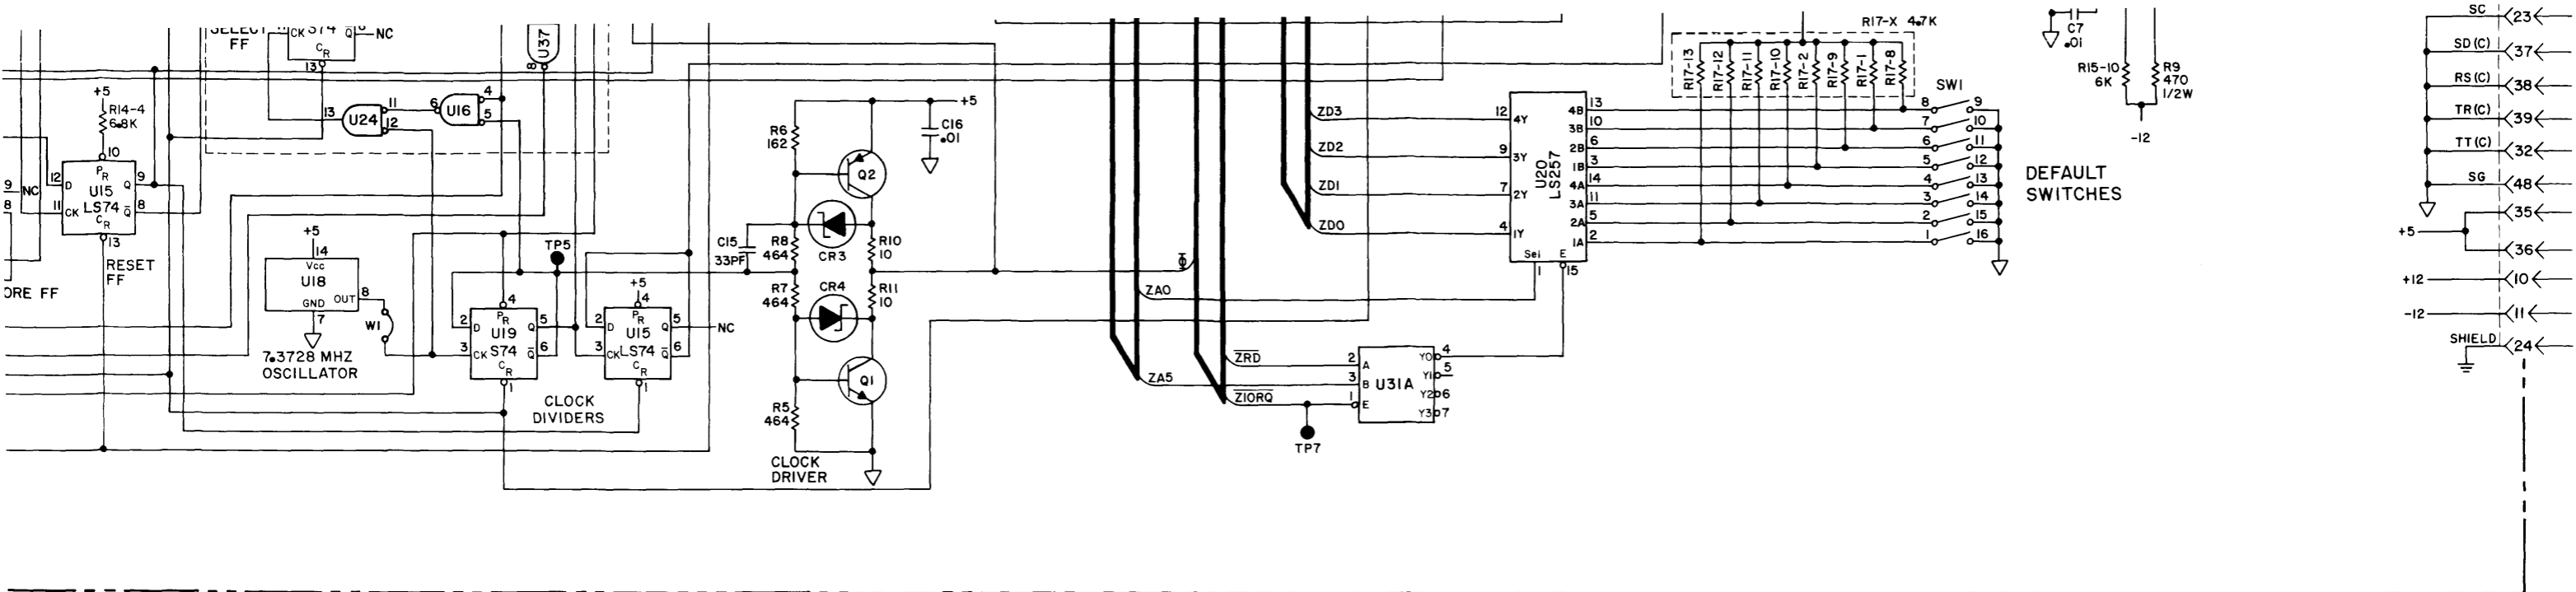 SELECT
FF
CK
S74
Q̅
NC
6
CR
13
+5
R14-4
6.8K
10
9
NC
8
12
D
PR
Q
9
U15
11
CK
LS74
Q̅
8
CR
13
RESET
FF
ORE FF
13
U24
11
12
6
U16
4
5
8
U37
+5
14
Vcc
U18
GND
OUT
8
7
W1
7.3728 MHZ
OSCILLATOR
TP5
4
2
D
PR
Q
5
U19
3
CK
S74
Q̅
6
CR
1
+5
4
2
D
PR
Q
5
NC
U15
3
CK
LS74
Q̅
6
CR
1
CLOCK
DIVIDERS
+5
R6
162
Q2
C16
.01
C15
33PF
R8
464
CR3
R10
10
R7
464
CR4
R11
10
R5
464
Q1
CLOCK
DRIVER
Φ
ZA0
ZA5
Z̅R̅D̅
Z̅I̅O̅R̅Q̅
TP7
ZD3
ZD2
ZD1
ZD0
2
A
3
B
1
E
U31A
Y0
4
Y1
5
Y2
6
Y3
7
12
4Y
9
3Y
7
2Y
4
1Y
U20
LS257
4B
13
3B
10
2B
6
1B
3
4A
14
3A
11
2A
5
1A
2
Sel
E
1
15
R17-X 4.7K
R17-13
R17-12
R17-11
R17-10
R17-2
R17-9
R17-1
R17-8
SW1
8
9
7
10
6
11
5
12
4
13
3
14
2
15
1
16
DEFAULT
SWITCHES
C7
.01
R15-10
6K
R9
470
1/2W
-12
SC
23
SD (C)
37
RS (C)
38
TR (C)
39
TT (C)
32
SG
48
35
+5
36
+12
10
-12
11
SHIELD
24